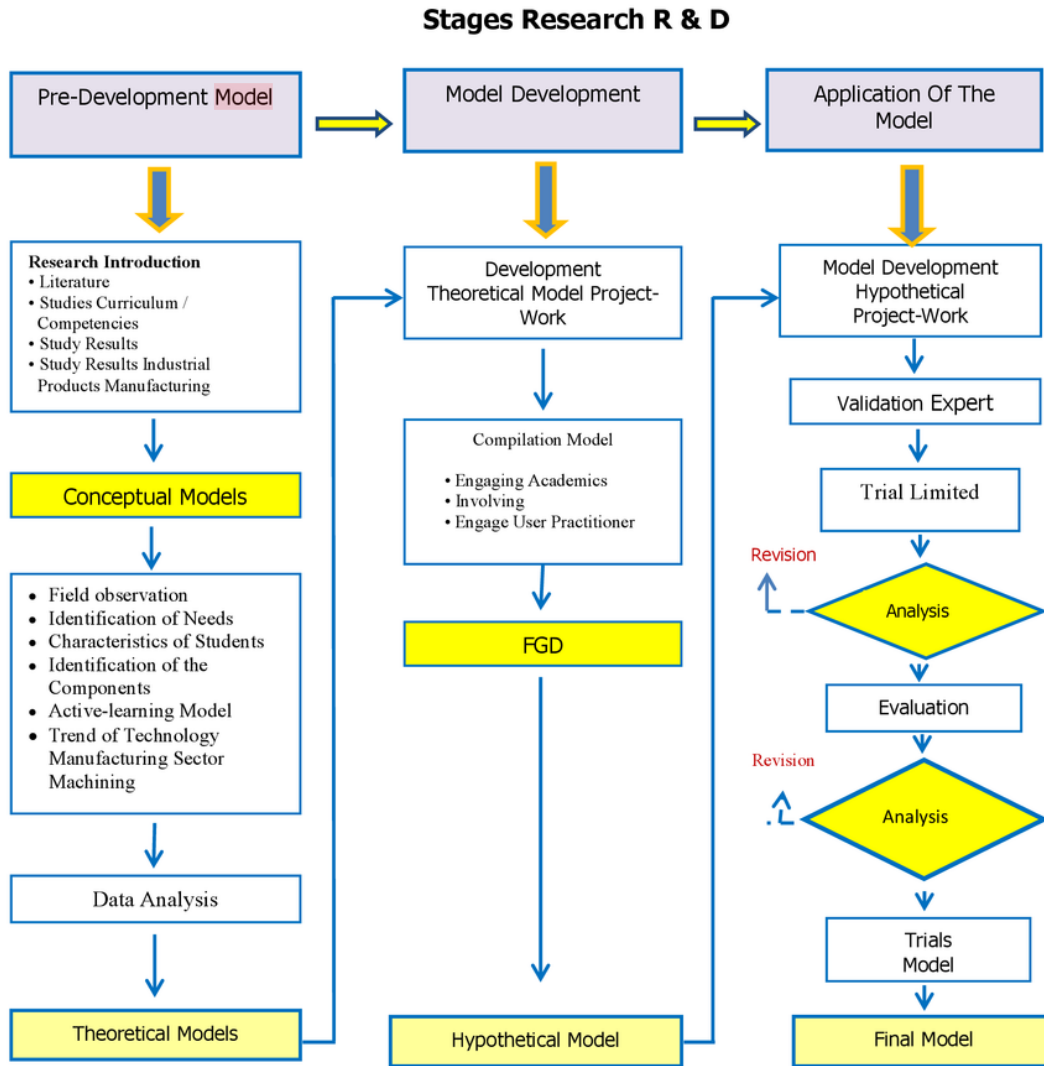 Stages Research R & D
Pre-Development Model
Research Introduction
• Literature
• Studies Curriculum /
Competencies
• Study Results
• Study Results Industrial
Products Manufacturing
Conceptual Models
• Field observation
• Identification of Needs
• Characteristics of Students
• Identification of the
Components
• Active-learning Model
• Trend of Technology
Manufacturing Sector
Machining
Data Analysis
Theoretical Models
Model Development
Development
Theoretical Model Project-
Work
Compilation Model
• Engaging Academics
• Involving
• Engage User Practitioner
FGD
Hypothetical Model
Application Of The
Model
Model Development
Hypothetical
Project-Work
Validation Expert
Trial Limited
Revision
Analysis
Evaluation
Revision
Analysis
Trials
Model
Final Model